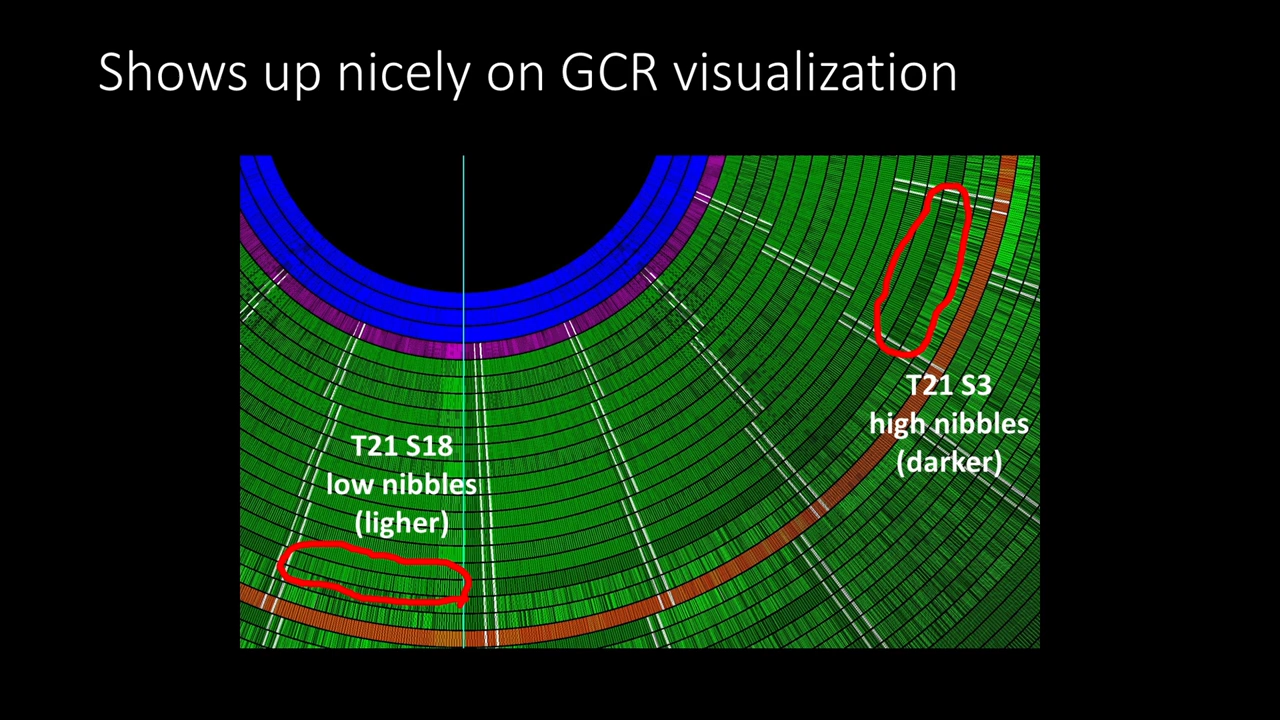 Shows up nicely on GCR visualization
T21 S3
high nibbles
(darker)
T21 S18
low nibbles
(ligher)